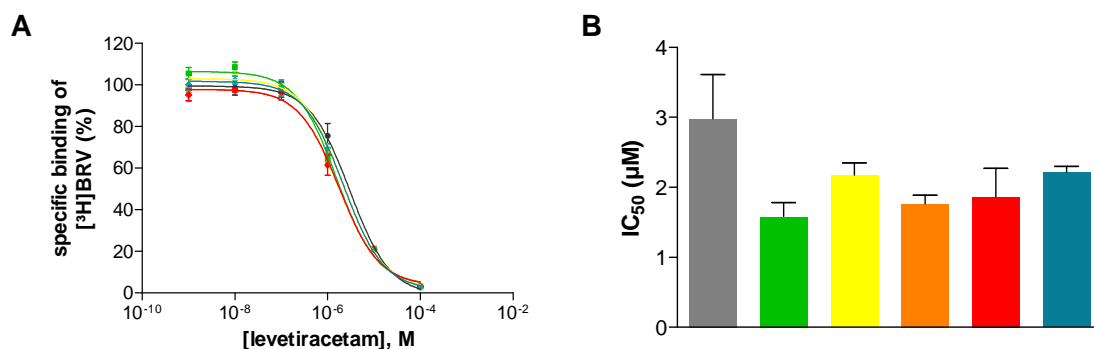 A
specific binding of
[³H]BRV (%)
120
100
80
60
40
20
0
10⁻¹⁰
10⁻⁸
10⁻⁶
10⁻⁴
10⁻²
[levetiracetam], M
B
IC₅₀ (µM)
4
3
2
1
0